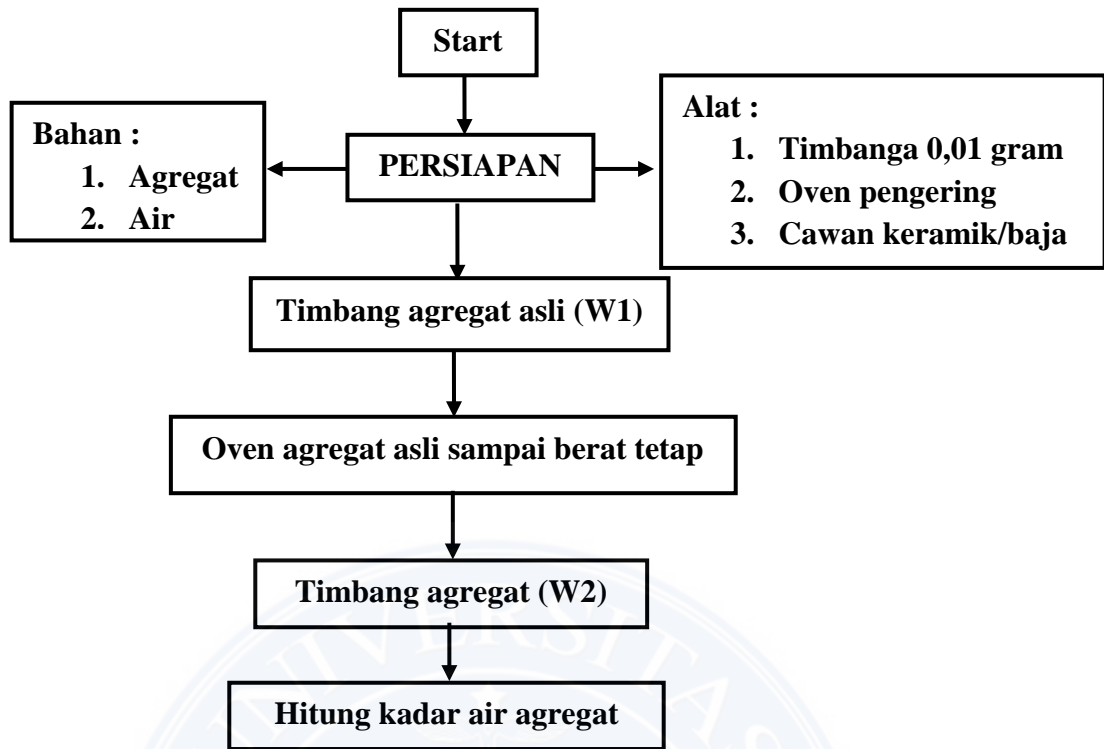 Start
Bahan :
1. Agregat
2. Air
PERSIAPAN
Alat :
1. Timbanga 0,01 gram
2. Oven pengering
3. Cawan keramik/baja
Timbang agregat asli (W1)
Oven agregat asli sampai berat tetap
Timbang agregat (W2)
Hitung kadar air agregat
UNIVERSITAS